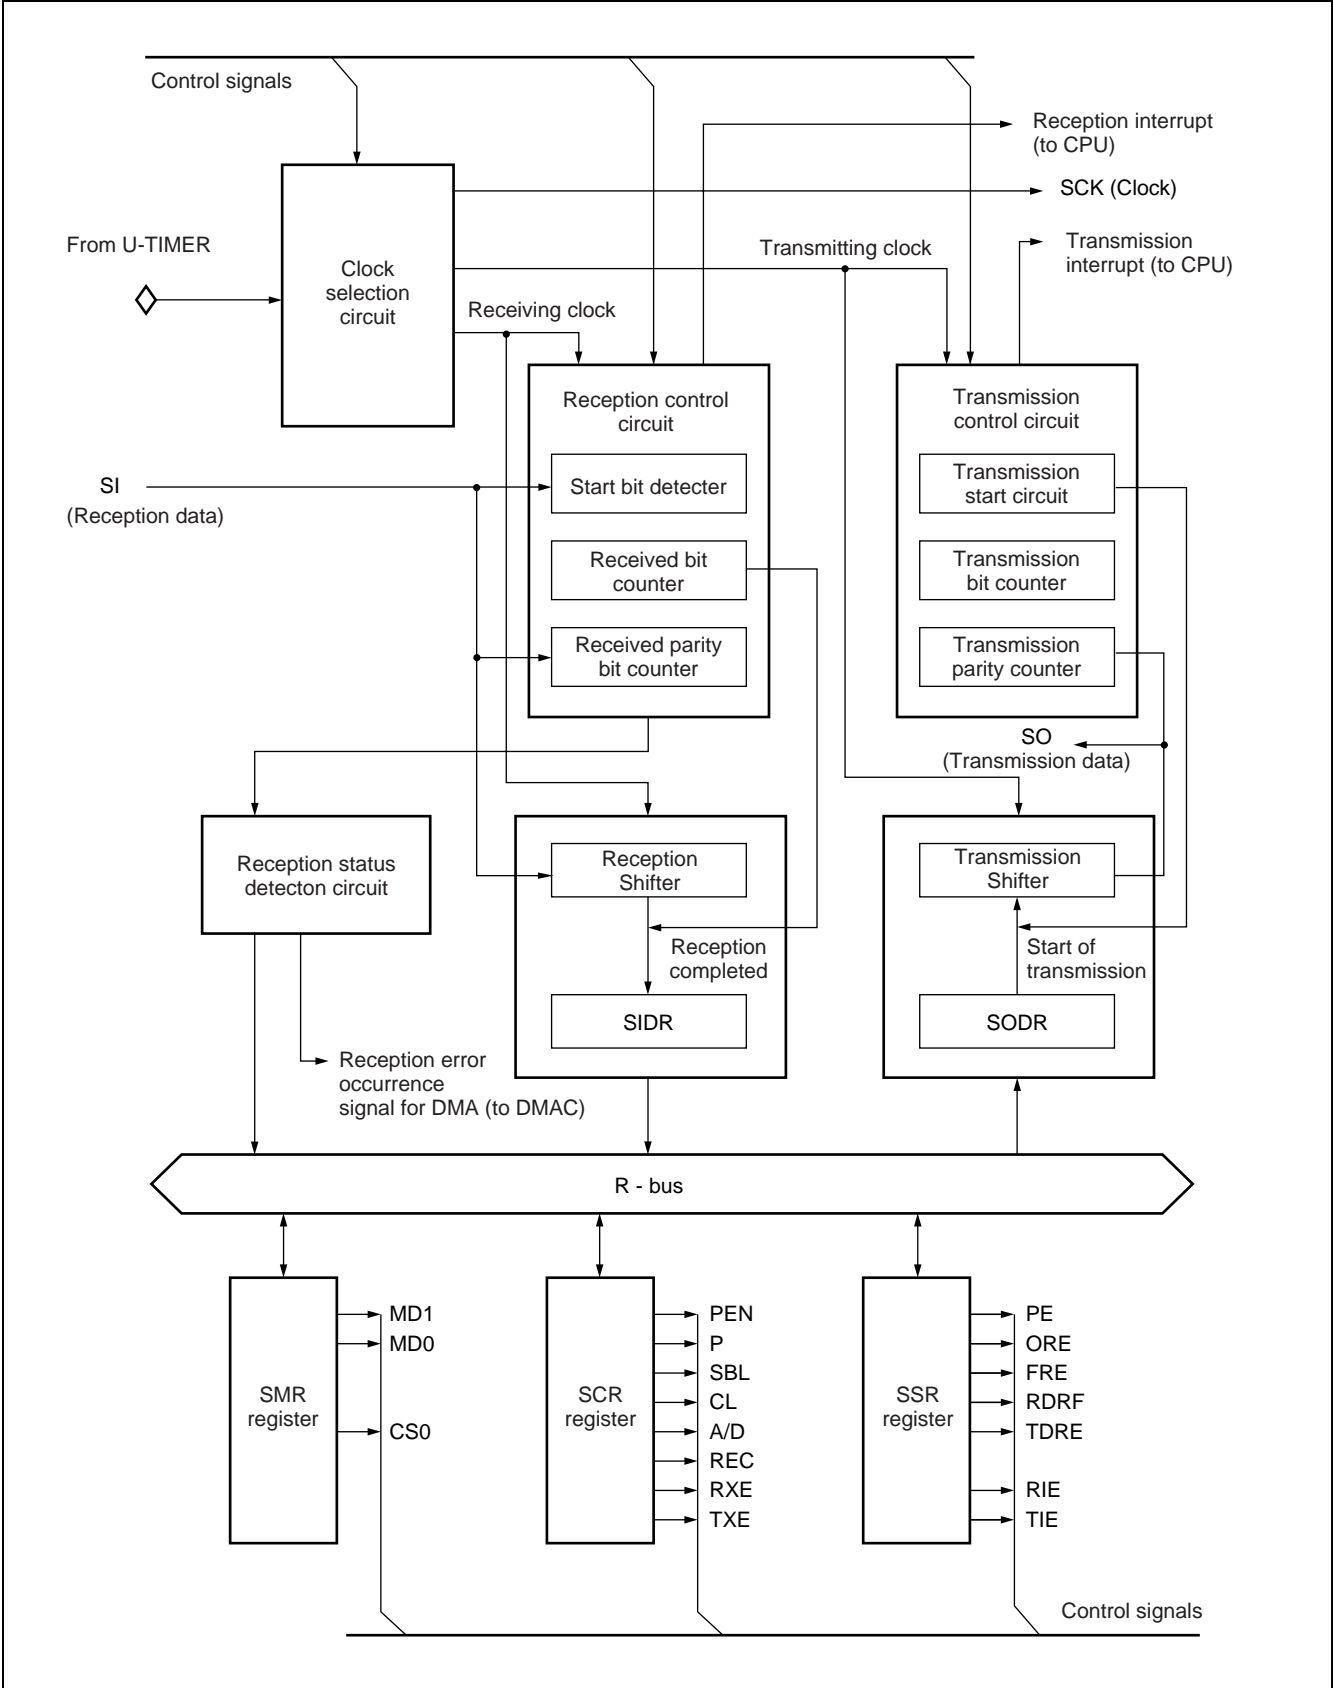 Control signals
Reception interrupt
(to CPU)
SCK (Clock)
From U-TIMER
Transmitting clock
Transmission
interrupt (to CPU)
Clock
selection
circuit
Receiving clock
Reception control
circuit
Transmission
control circuit
SI
(Reception data)
Start bit detecter
Transmission
start circuit
Received bit
counter
Transmission
bit counter
Received parity
bit counter
Transmission
parity counter
SO
(Transmission data)
Reception status
detecton circuit
Reception
Shifter
Transmission
Shifter
Reception
completed
Start of
transmission
SIDR
SODR
Reception error
occurrence
signal for DMA (to DMAC)
R - bus
SMR
register
MD1
MD0
CS0
SCR
register
PEN
P
SBL
CL
A/D
REC
RXE
TXE
SSR
register
PE
ORE
FRE
RDRF
TDRE
RIE
TIE
Control signals